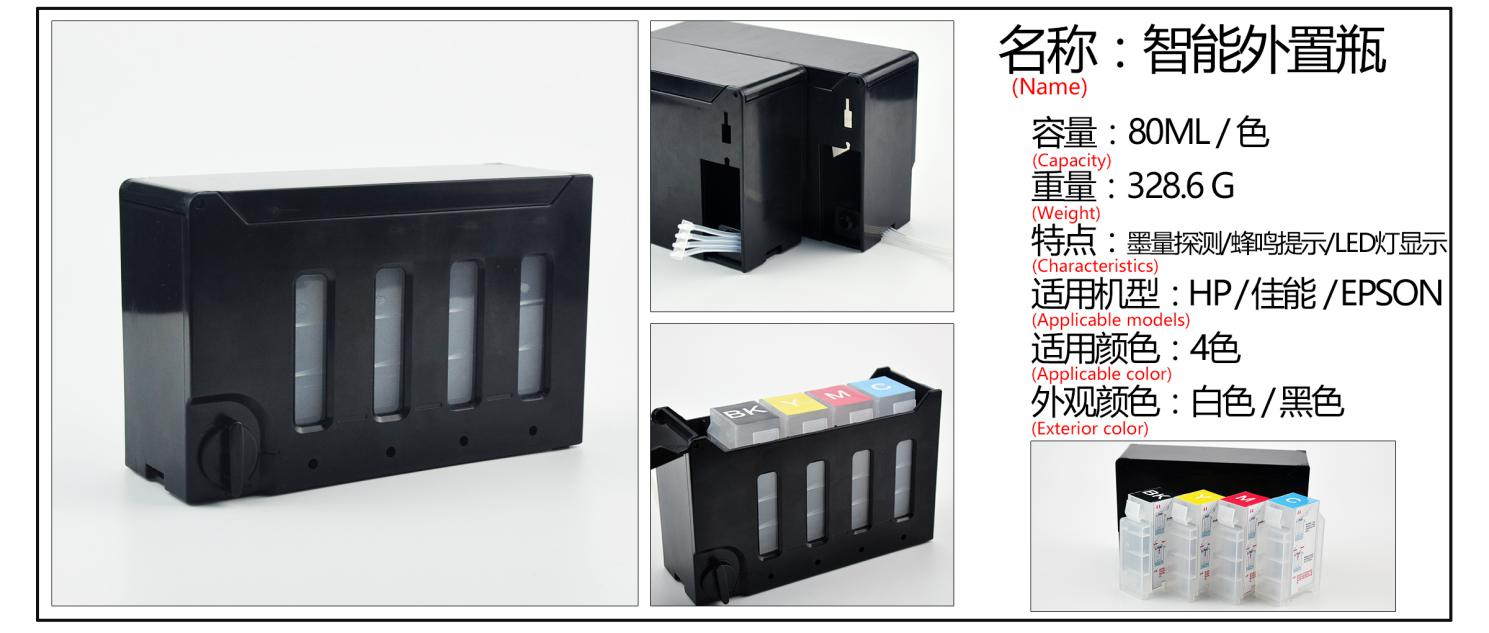 名称：智能外置瓶
(Name)
容量：80ML / 色
(Capacity)
重量：328.6 G
(Weight)
特点：墨量探测/蜂鸣提示/LED灯显示
(Characteristics)
适用机型：HP / 佳能 / EPSON
(Applicable models)
适用颜色：4色
(Applicable color)
外观颜色：白色 / 黑色
(Exterior color)
BK
Y
M
C
BK
Y
M
C